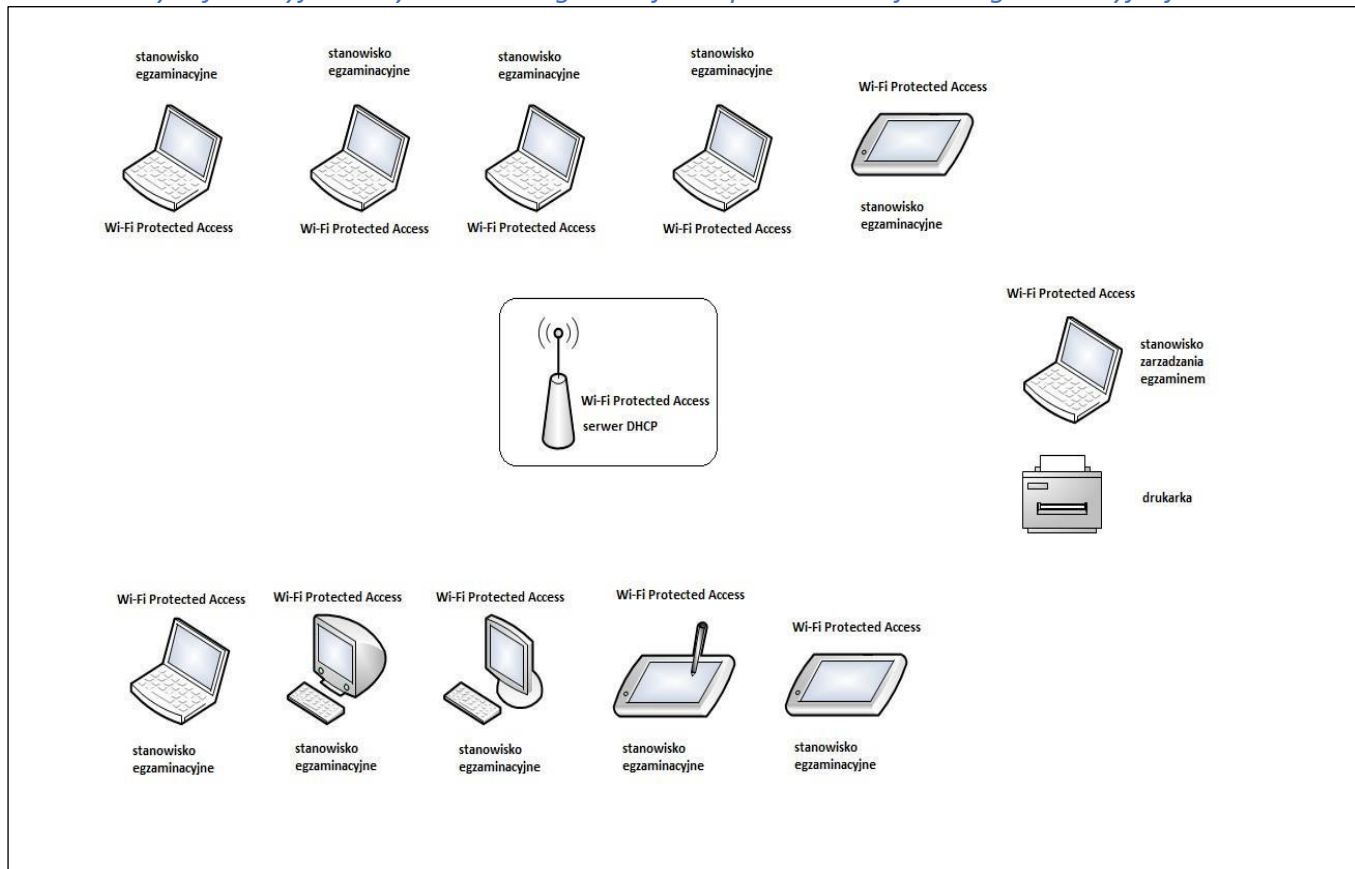 stanowisko
egzaminacyjne
stanowisko
egzaminacyjne
stanowisko
egzaminacyjne
stanowisko
egzaminacyjne
Wi-Fi Protected Access
Wi-Fi Protected Access
Wi-Fi Protected Access
Wi-Fi Protected Access
Wi-Fi Protected Access
stanowisko
egzaminacyjne
Wi-Fi Protected Access
stanowisko
zarzadzania
egzaminem
Wi-Fi Protected Access
serwer DHCP
drukarka
Wi-Fi Protected Access
Wi-Fi Protected Access
Wi-Fi Protected Access
Wi-Fi Protected Access
Wi-Fi Protected Access
stanowisko
egzaminacyjne
stanowisko
egzaminacyjne
stanowisko
egzaminacyjne
stanowisko
egzaminacyjne
stanowisko
egzaminacyjne